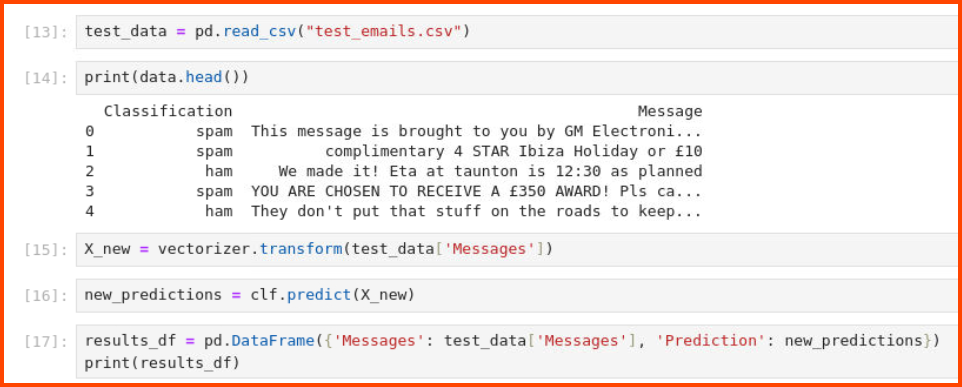 [13]: test_data = pd.read_csv("test_emails.csv")
[14]: print(data.head())
Classification Message
0 spam This message is brought to you by GM Electroni...
1 spam complimentary 4 STAR Ibiza Holiday or £10
2 ham We made it! Eta at taunton is 12:30 as planned
3 spam YOU ARE CHOSEN TO RECEIVE A £350 AWARD! Pls ca...
4 ham They don't put that stuff on the roads to keep...
[15]: X_new = vectorizer.transform(test_data['Messages'])
[16]: new_predictions = clf.predict(X_new)
[17]: results_df = pd.DataFrame({'Messages': test_data['Messages'], 'Prediction': new_predictions})
print(results_df)